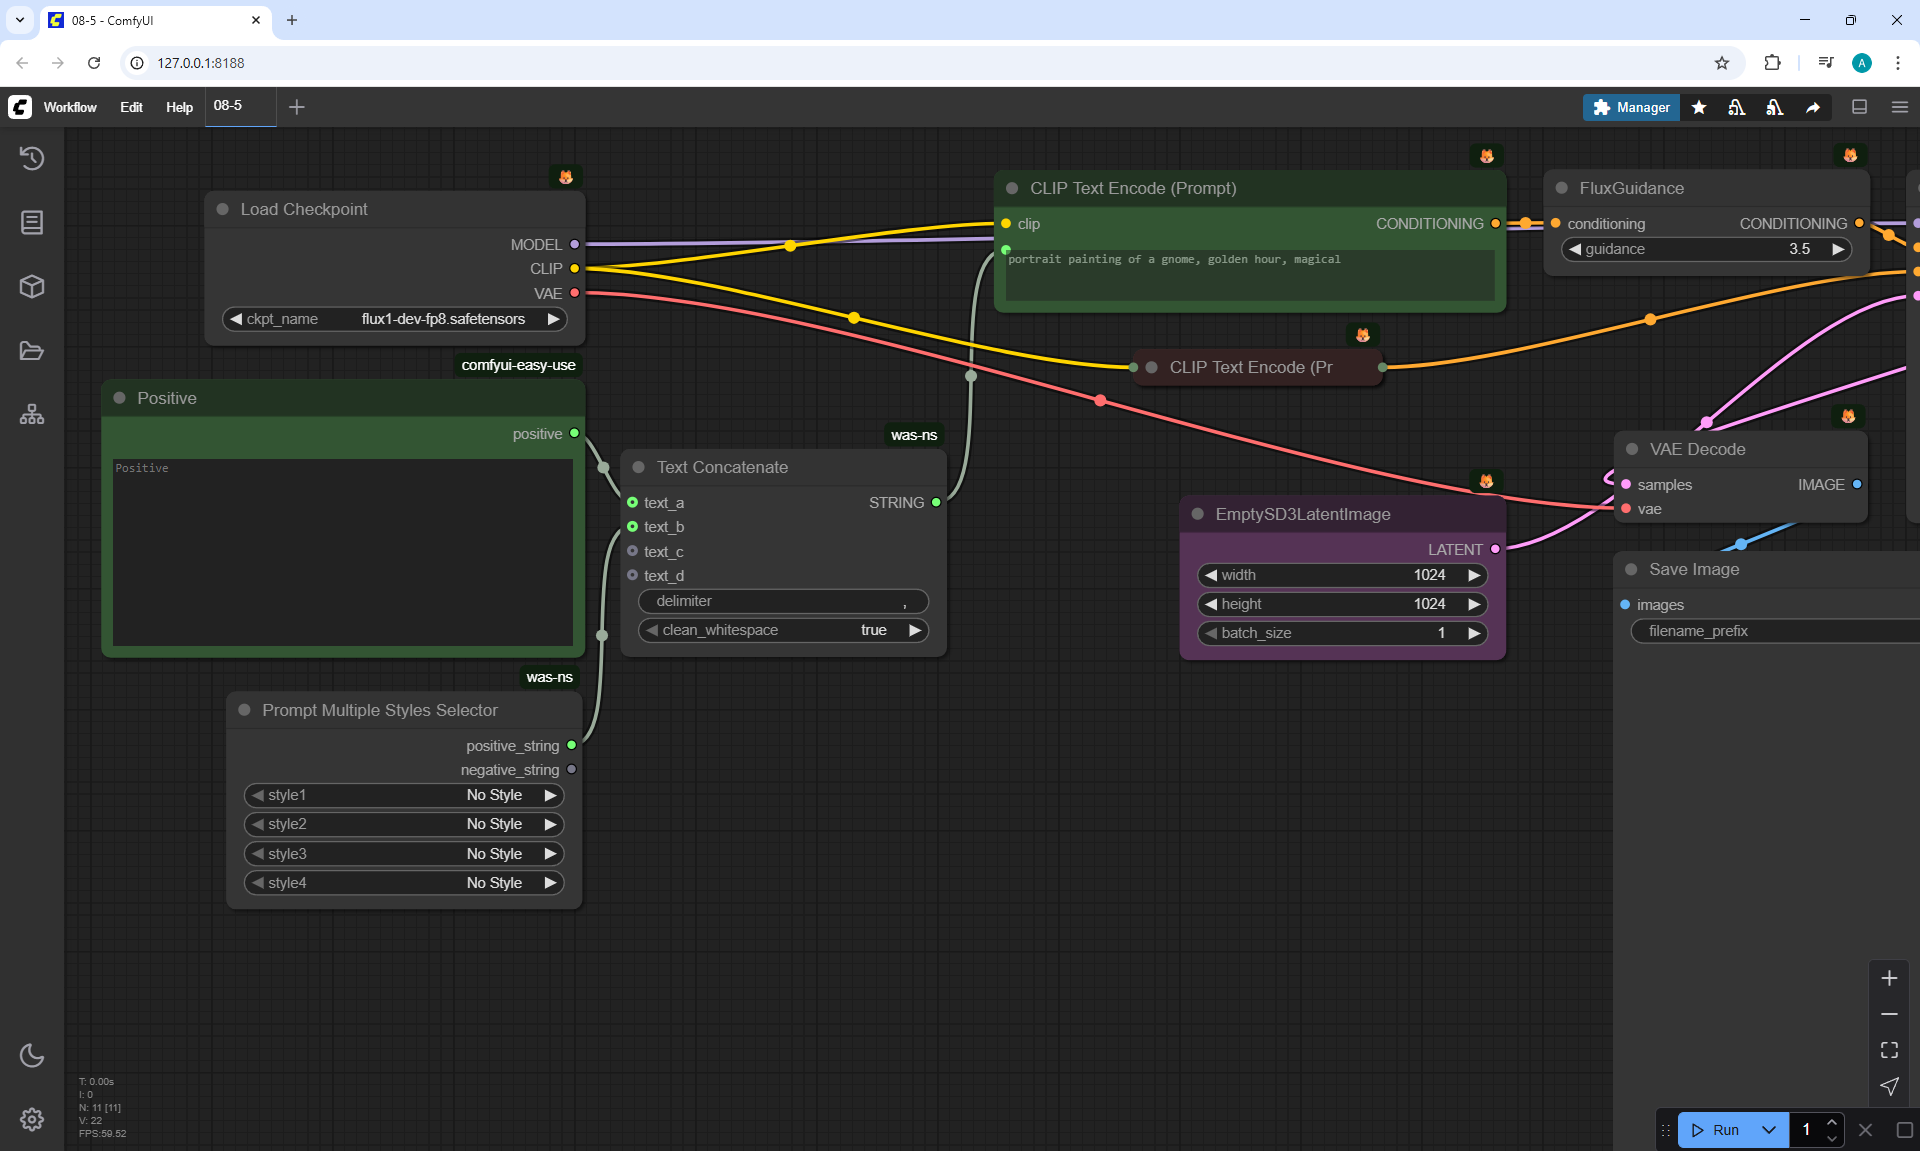 08-5 - ComfyUI
127.0.0.1:8188
A
Workflow Edit Help 08-5
Manager
Load Checkpoint
MODEL
CLIP
VAE
ckpt_name flux1-dev-fp8.safetensors
CLIP Text Encode (Prompt)
clip CONDITIONING
portrait painting of a gnome, golden hour, magical
FluxGuidance
conditioning CONDITIONING
guidance 3.5
comfyui-easy-use
Positive
positive
Positive
CLIP Text Encode (Pr
was-ns
Text Concatenate
text_a STRING
text_b
text_c
text_d
delimiter ,
clean_whitespace true
VAE Decode
samples IMAGE
vae
EmptySD3LatentImage
LATENT
width 1024
height 1024
batch_size 1
Save Image
images
filename_prefix
was-ns
Prompt Multiple Styles Selector
positive_string
negative_string
style1 No Style
style2 No Style
style3 No Style
style4 No Style
T: 0.00s
I: 0
N: 11 [11]
V: 22
FPS:59.52
Run 1